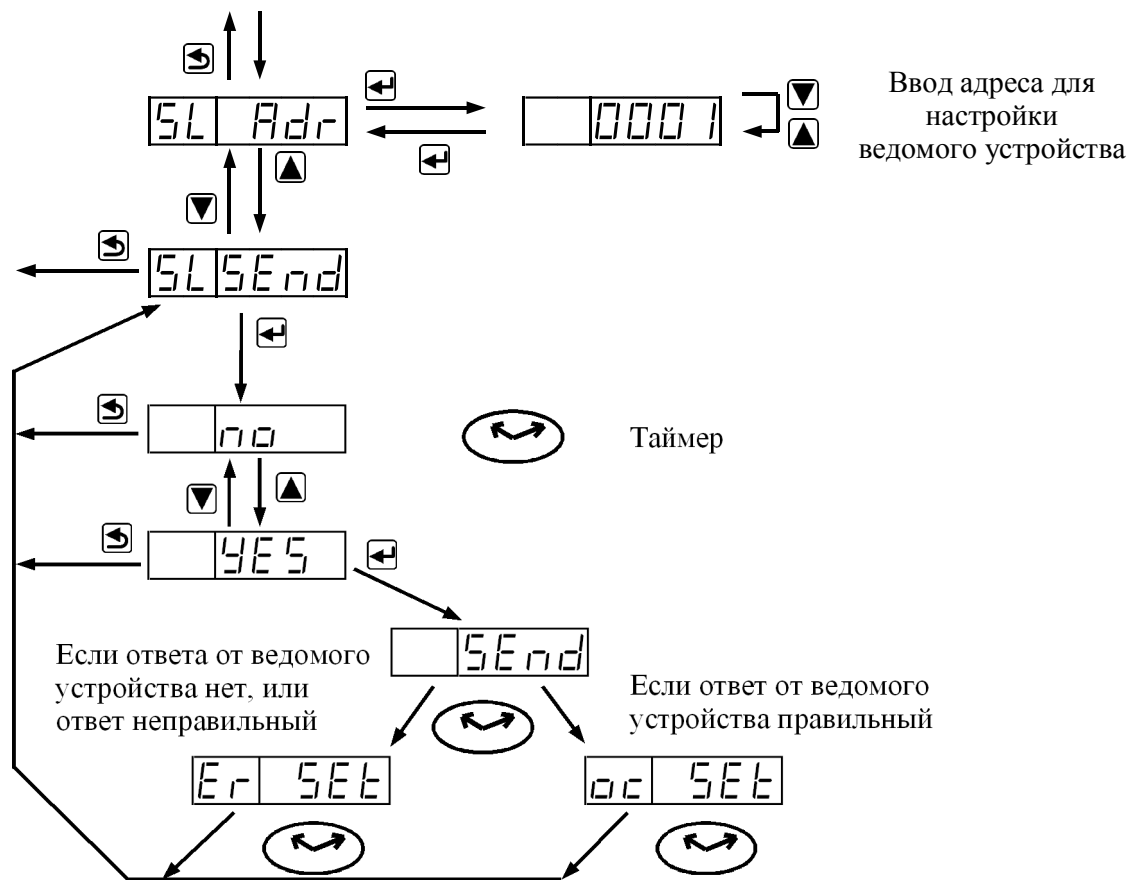 SL Adr
0001
Ввод адреса для
настройки
ведомого устройства
SL SEnd
no
Таймер
YES
SEnd
Если ответа от ведомого
устройства нет, или
ответ неправильный
Если ответ от ведомого
устройства правильный
Er SEt
oc SEt